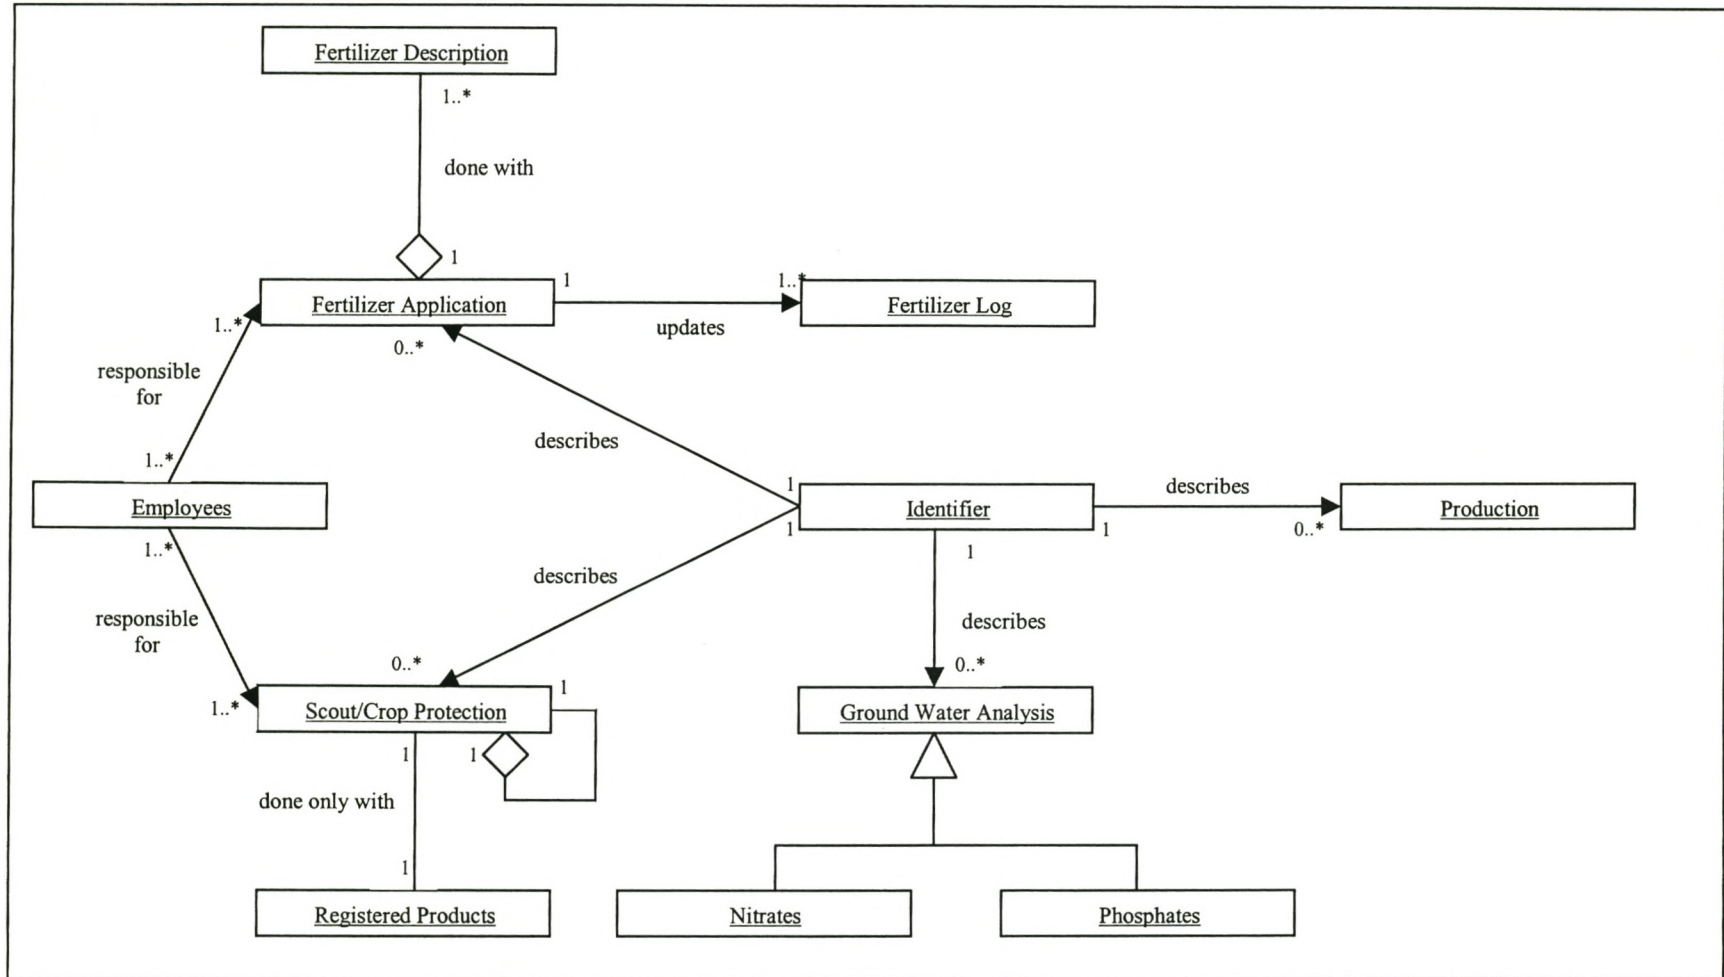 Fertilizer Description
1..*
done with
1
Fertilizer Application
1
updates
1..*
Fertilizer Log
1..*
0..*
responsible
for
describes
1..*
Employees
1..*
1
Identifier
1
1
describes
0..*
Production
1
describes
describes
0..*
responsible
for
0..*
1..*
Scout/Crop Protection
1
Ground Water Analysis
1
1
done only with
1
Registered Products
Nitrates
Phosphates